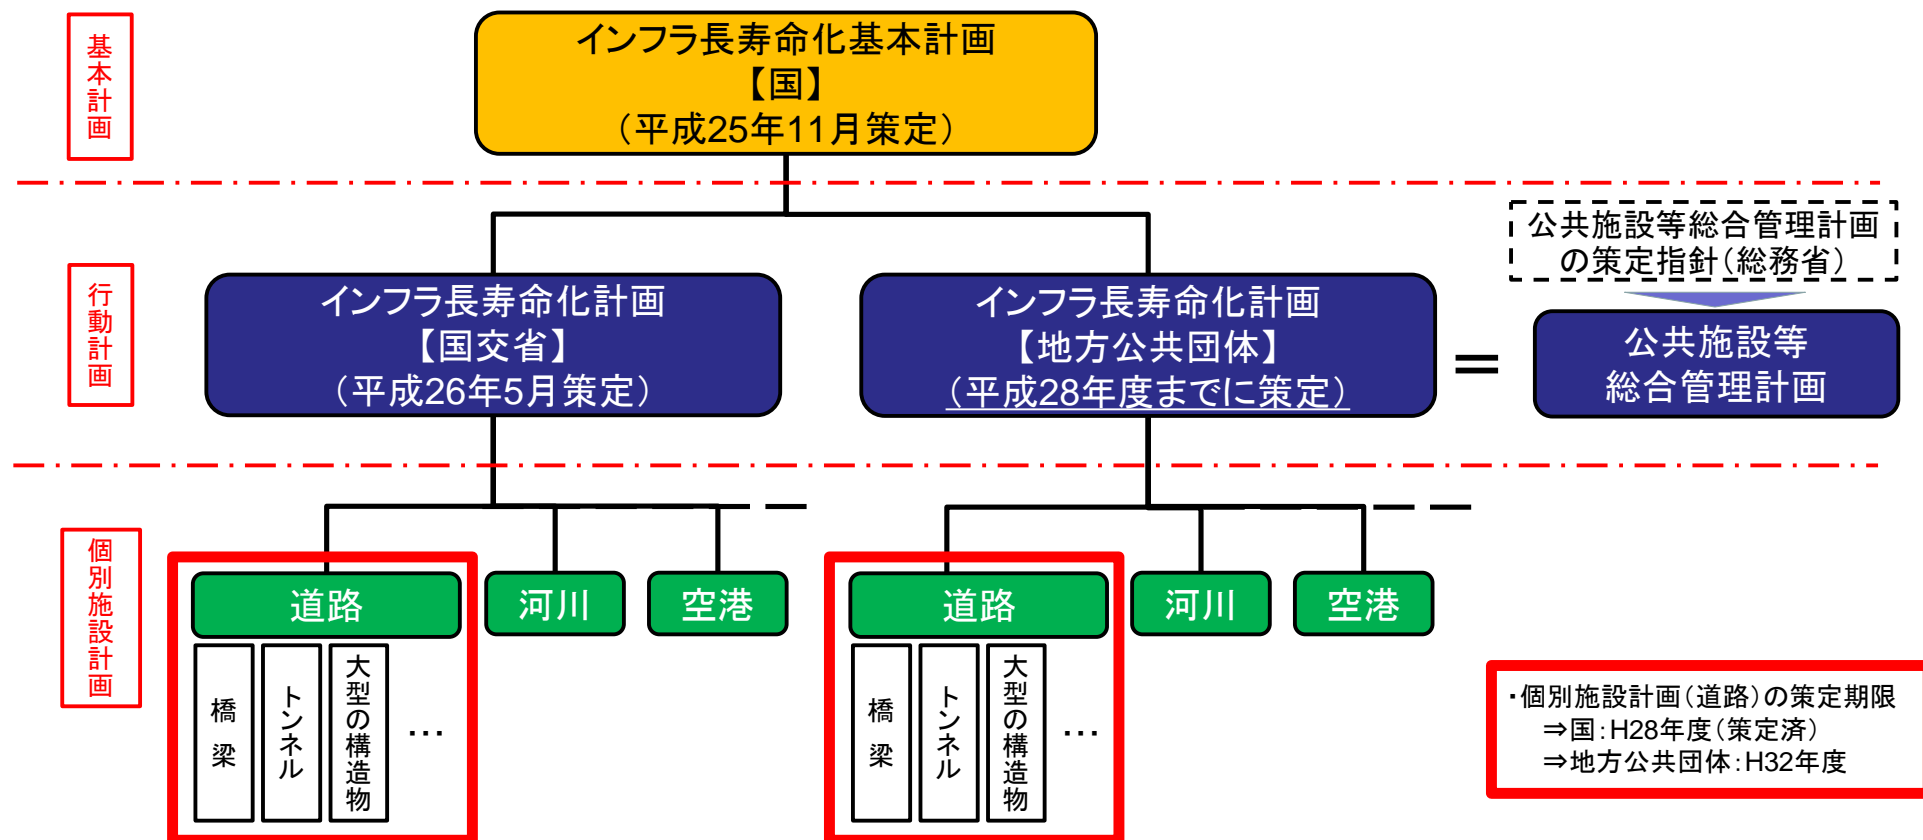 基本計画
インフラ長寿命化基本計画
【国】
（平成25年11月策定）
行動計画
インフラ長寿命化計画
【国交省】
（平成26年5月策定）
インフラ長寿命化計画
【地方公共団体】
（平成28年度までに策定）
＝
公共施設等総合管理計画
の策定指針（総務省）
公共施設等
総合管理計画
個別施設計画
道路
河川
空港
橋梁
トンネル
大型の構造物
…
道路
河川
空港
橋梁
トンネル
大型の構造物
…
・個別施設計画（道路）の策定期限
⇒国：H28年度（策定済）
⇒地方公共団体：H32年度